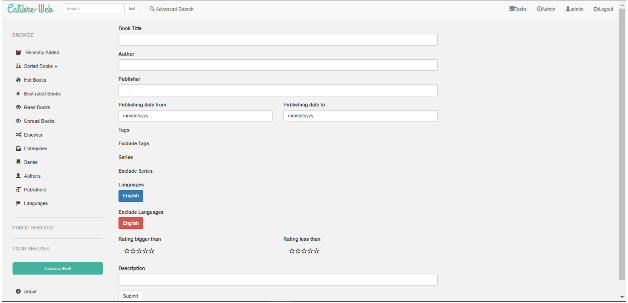 Calibre-Web Search Go! Advanced Search Tasks Admin admin Logout
BROWSE
Recently Added
Sorted Books
Hot Books
Best rated Books
Read Books
Unread Books
Discover
Categories
Series
Authors
Publishers
Languages
PUBLIC SHELVES
YOUR SHELVES
Create a Shelf
About
Book Title
Author
Publisher
Publishing date from Publishing date to
mm/dd/yyyy mm/dd/yyyy
Tags
Exclude Tags
Series
Exclude Series
Languages
English
Exclude Languages
English
Rating bigger than Rating less than
Description
Submit